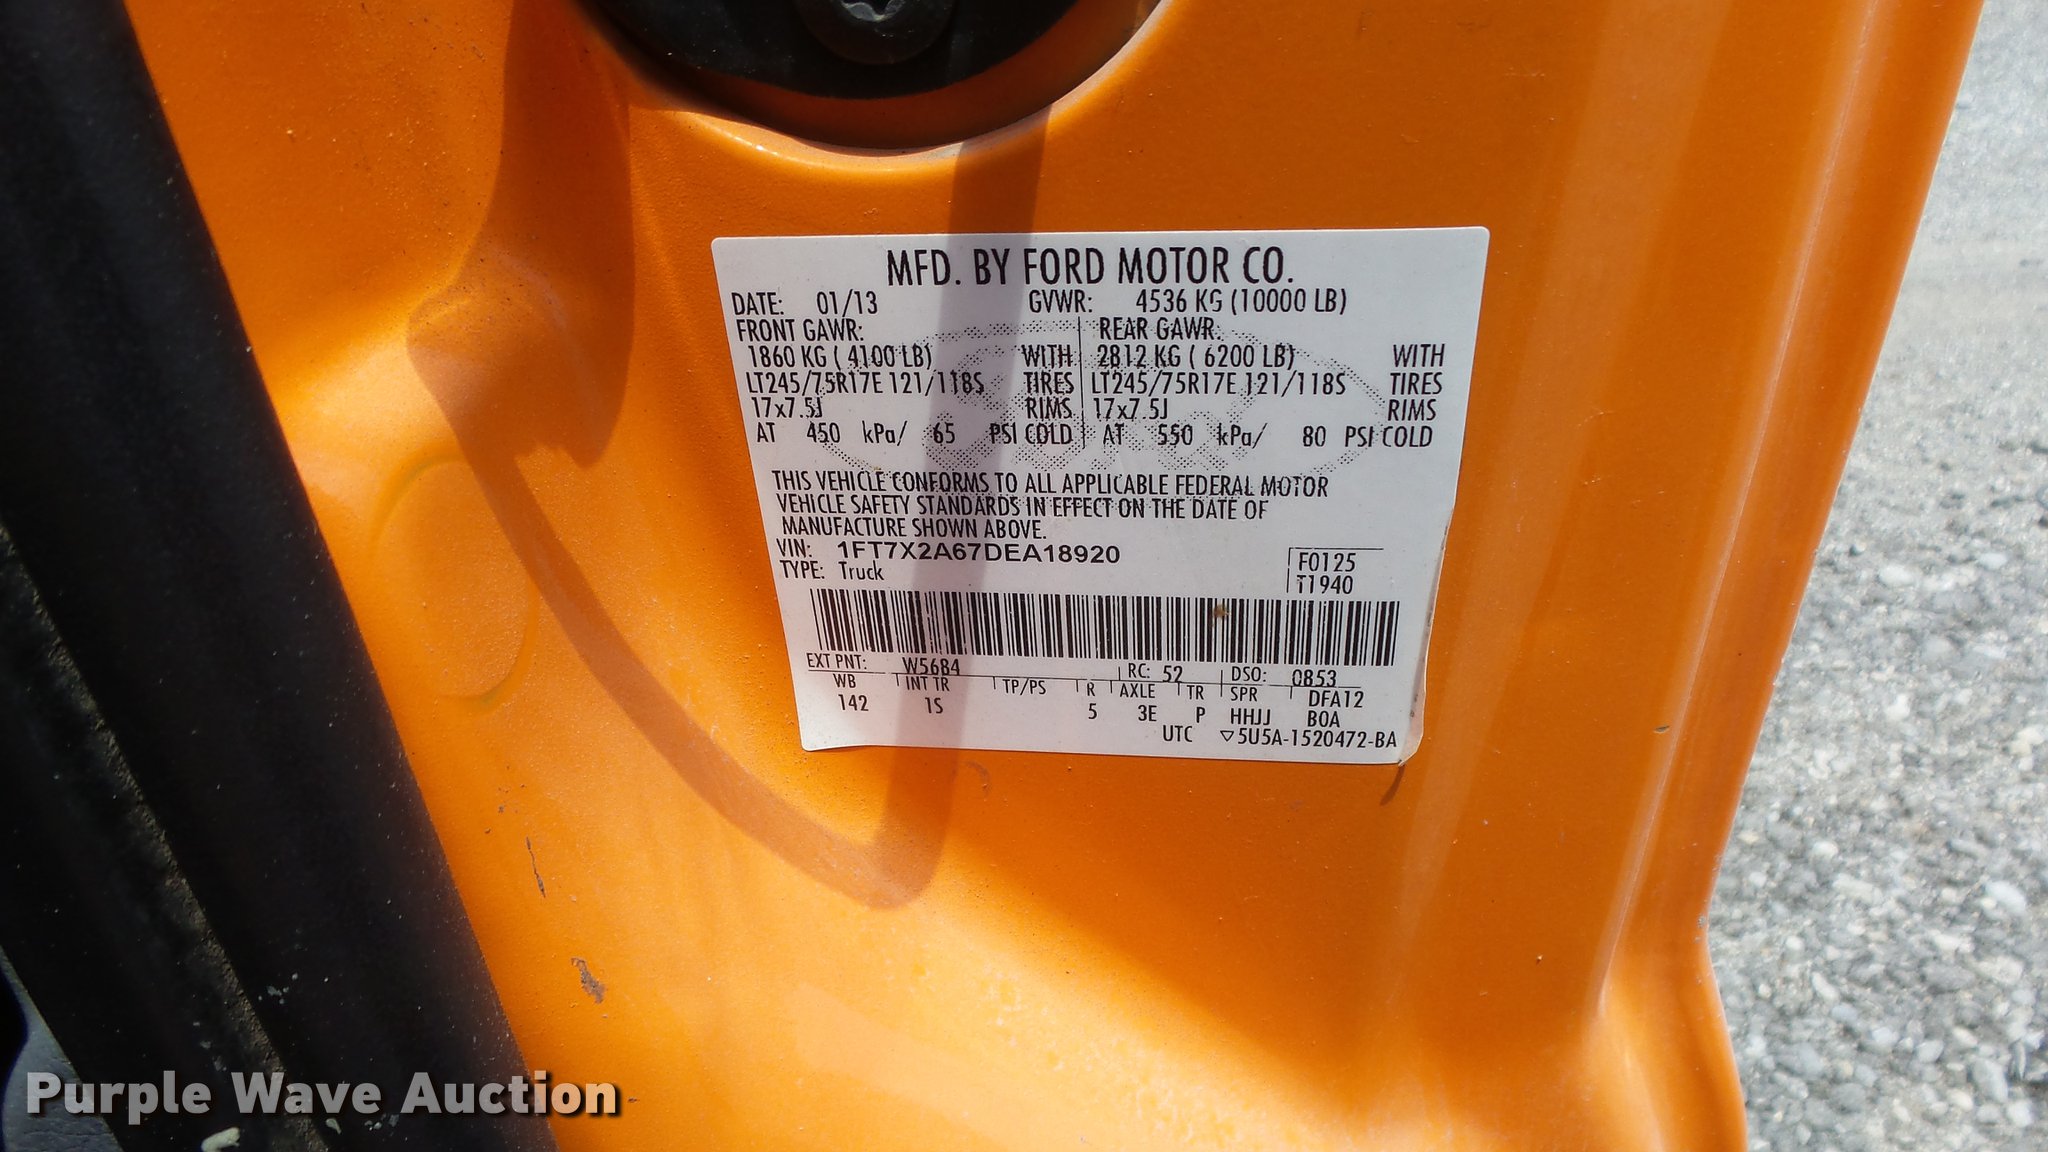 MFD. BY FORD MOTOR CO.
DATE: 01/13 GVWR: 4536 KG (10000 LB)
FRONT GAWR: REAR GAWR:
1860 KG ( 4100 LB) WITH 2812 KG ( 6200 LB) WITH
LT245/75R17E 121/118S TIRES LT245/75R17E 121/118S TIRES
17x7.5J RIMS 17x7.5J RIMS
AT 450 kPa/ 65 PSI COLD AT 550 kPa/ 80 PSI COLD
THIS VEHICLE CONFORMS TO ALL APPLICABLE FEDERAL MOTOR
VEHICLE SAFETY STANDARDS IN EFFECT ON THE DATE OF
MANUFACTURE SHOWN ABOVE.
VIN: 1FT7X2A67DEA18920
TYPE: Truck
F0125
T1940
EXT PNT: W5684 RC: 52 DSO: 0853
WB INT TR TP/PS R AXLE TR SPR DFA12
142 1S 5 3E P HHJJ B0A
UTC ▽5U5A-1520472-BA
Purple Wave Auction